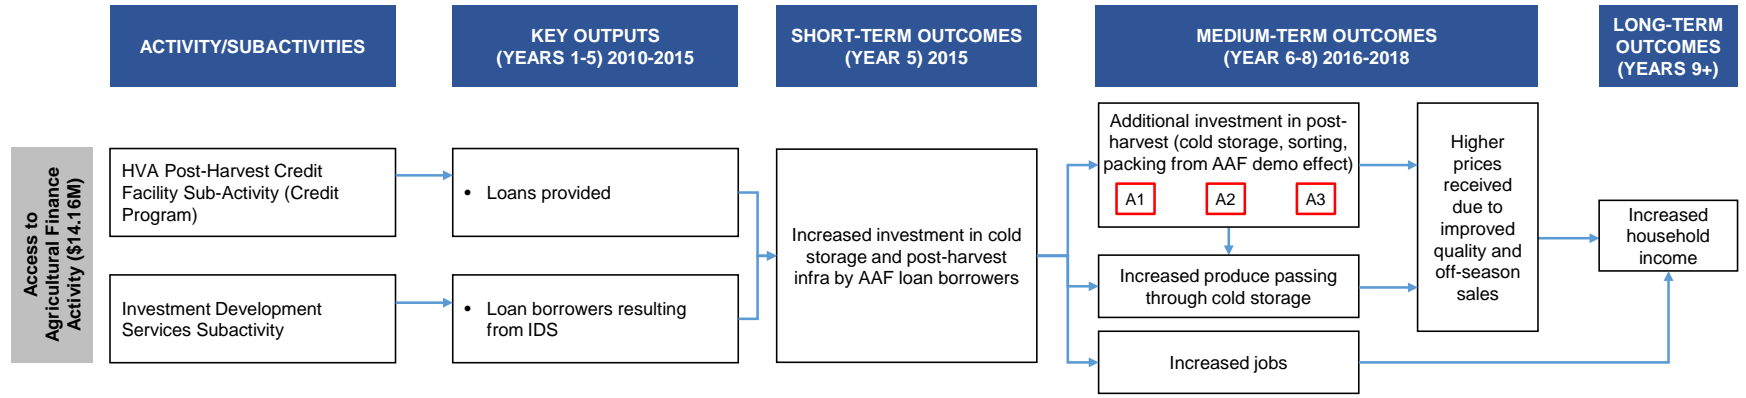 ACTIVITY/SUBACTIVITIES
KEY OUTPUTS
(YEARS 1-5) 2010-2015
SHORT-TERM OUTCOMES
(YEAR 5) 2015
MEDIUM-TERM OUTCOMES
(YEAR 6-8) 2016-2018
LONG-TERM
OUTCOMES
(YEARS 9+)
Access to
Agricultural Finance
Activity ($14.16M)
HVA Post-Harvest Credit
Facility Sub-Activity (Credit
Program)
• Loans provided
Investment Development
Services Subactivity
• Loan borrowers resulting
from IDS
Increased investment in cold
storage and post-harvest
infra by AAF loan borrowers
Additional investment in post-
harvest (cold storage, sorting,
packing from AAF demo effect)
A1 A2 A3
Increased produce passing
through cold storage
Increased jobs
Higher
prices
received
due to
improved
quality and
off-season
sales
Increased
household
income